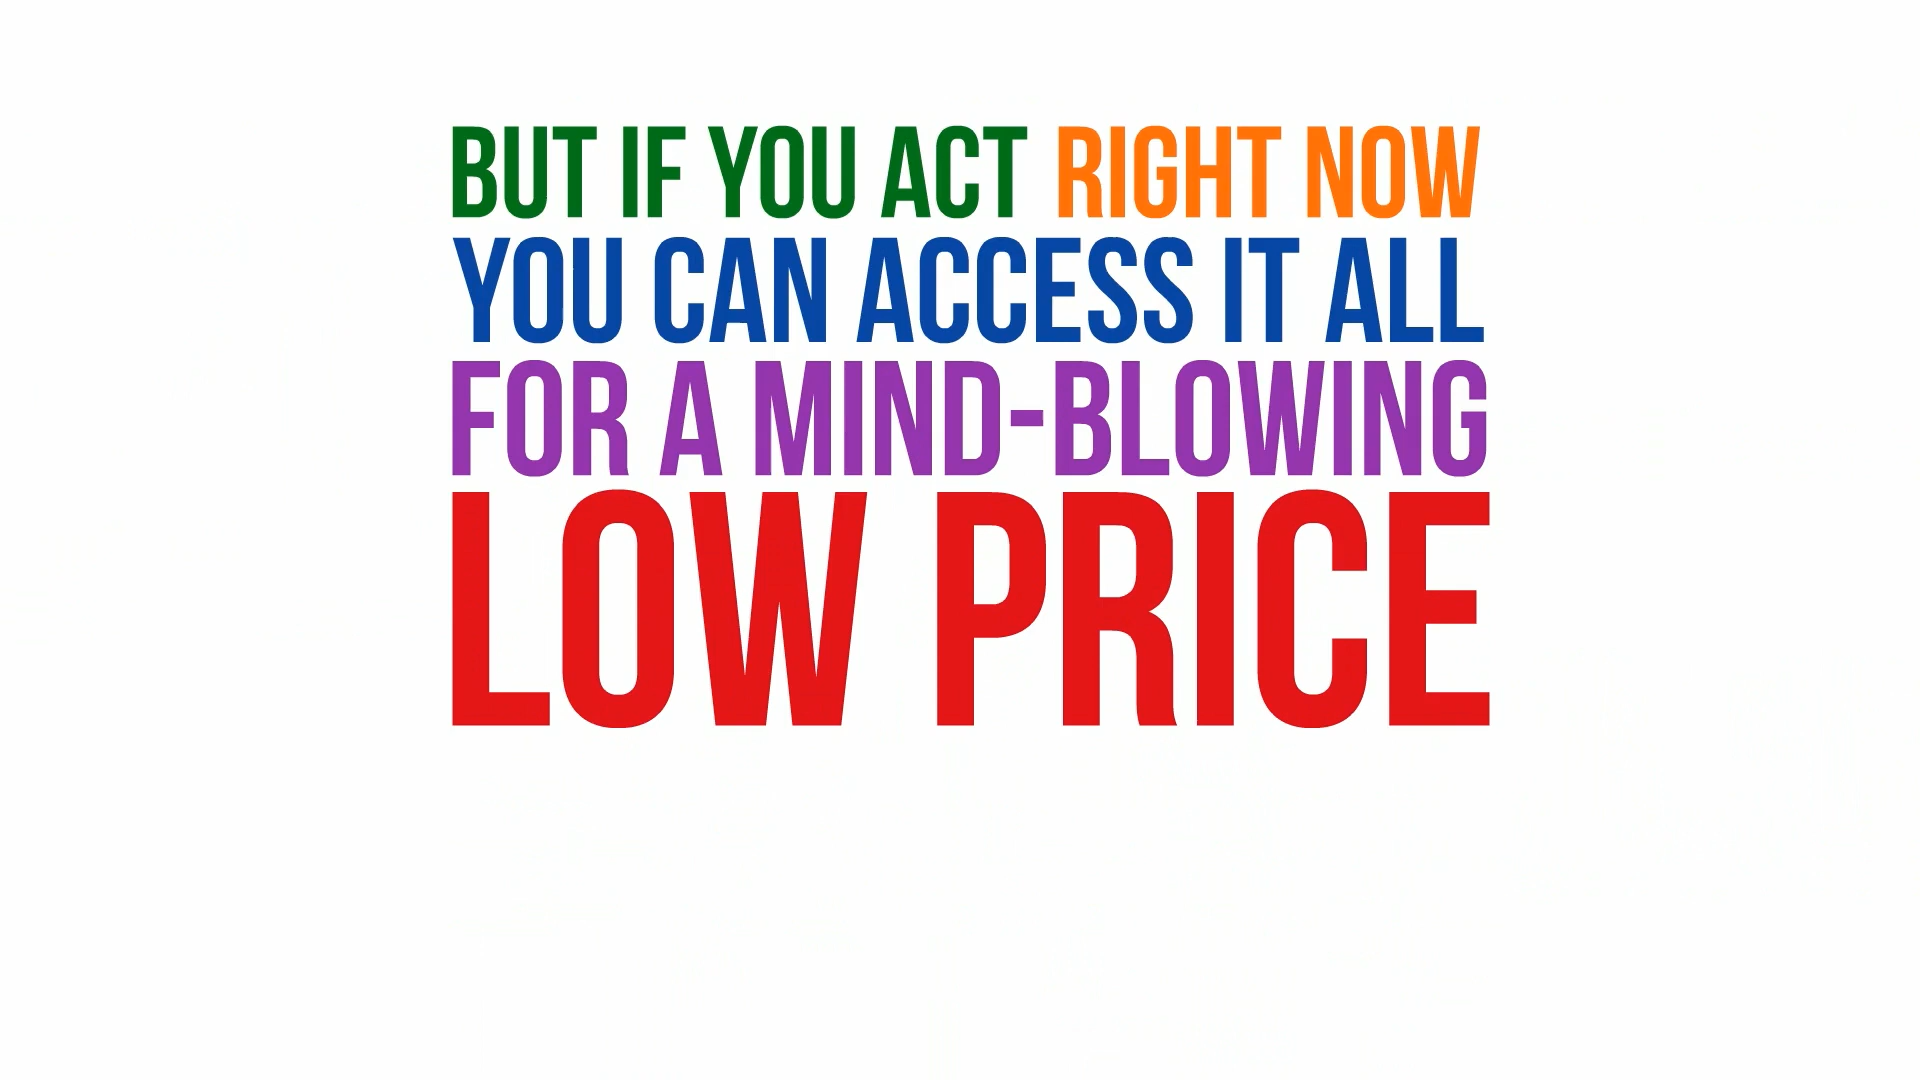 BUT IF YOU ACT RIGHT NOW
YOU CAN ACCESS IT ALL
FOR A MIND-BLOWING
LOW PRICE